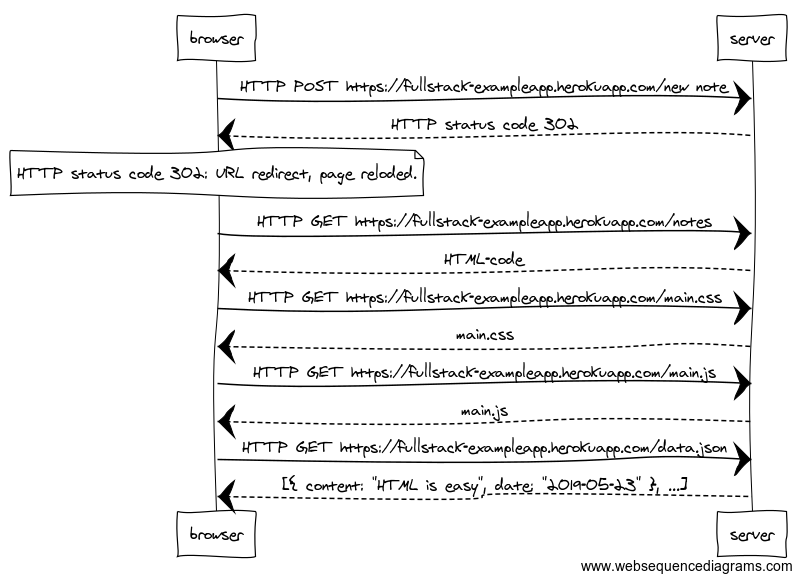 browser server
HTTP POST https://fullstack-exampleapp.herokuapp.com/new note
HTTP status code 302
HTTP status code 302: URL redirect, page reloded.
HTTP GET https://fullstack-exampleapp.herokuapp.com/notes
HTML-code
HTTP GET https://fullstack-exampleapp.herokuapp.com/main.css
main.css
HTTP GET https://fullstack-exampleapp.herokuapp.com/main.js
main.js
HTTP GET https://fullstack-exampleapp.herokuapp.com/data.json
[{ content: "HTML is easy", date: "2019-05-23" }, ...]
browser server
www.websequencediagrams.com